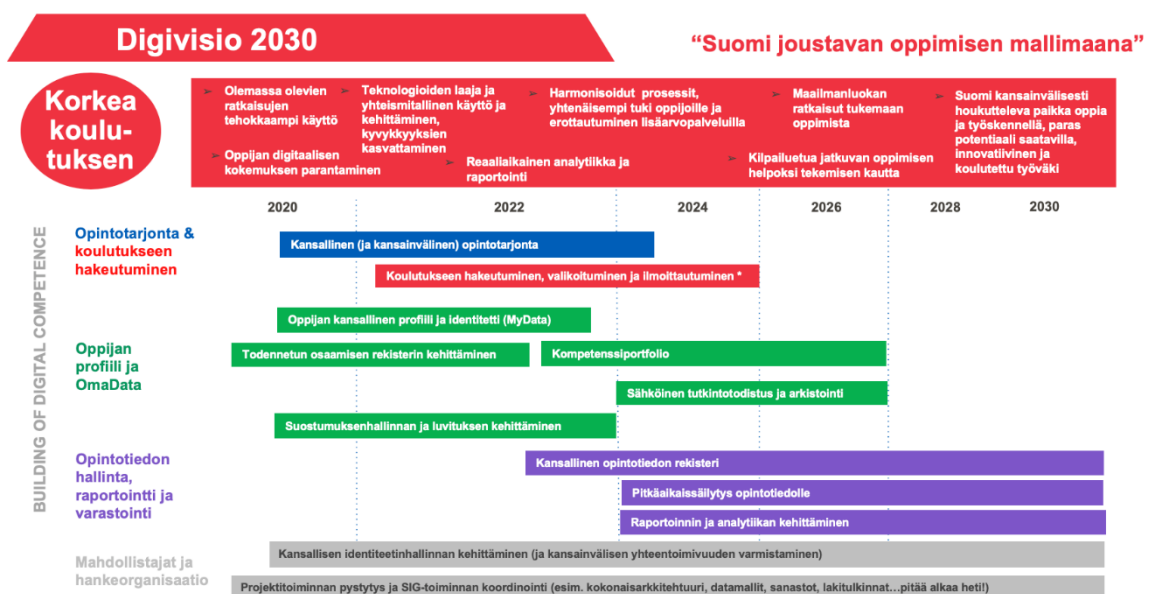 Digivisio 2030
“Suomi joustavan oppimisen mallimaana”
Korkea
koulu-
tuksen
➢ Olemassa olevien
ratkaisujen
tehokkaampi käyttö
➢ Oppijan digitaalisen
kokemuksen parantaminen
➢ Teknologioiden laaja ja
yhteismitallinen käyttö ja
kehittäminen,
kyvykkyyksien
kasvattaminen
➢ Harmonisoidut prosessit,
yhtenäisempi tuki oppijoille ja
erottautuminen lisäarvopalveluilla
➢ Reaaliaikainen analytiikka ja
raportointi
➢ Maailmanluokan
ratkaisut tukemaan
oppimista
➢ Kilpailuetua jatkuvan oppimisen
helpoksi tekemisen kautta
➢ Suomi kansainvälisesti
houkutteleva paikka oppia
ja työskennellä, paras
potentiaali saatavilla,
innovatiivinen ja
koulutettu työväki
2020 2022 2024 2026 2028 2030
BUILDING OF DIGITAL COMPETENCE
Opintotarjonta &
koulutukseen
hakeutuminen
Kansallinen (ja kansainvälinen) opintotarjonta
Koulutukseen hakeutuminen, valikoituminen ja ilmoittautuminen *
Oppijan
profiili ja
OmaData
Oppijan kansallinen profiili ja identitetti (MyData)
Todennetun osaamisen rekisterin kehittäminen
Kompetenssiportfolio
Sähköinen tutkintotodistus ja arkistointi
Suostumuksenhallinnan ja luvituksen kehittäminen
Opintotiedon
hallinta,
raportointti ja
varastointi
Kansallinen opintotiedon rekisteri
Pitkäaikaissäilytys opintotiedolle
Raportoinnin ja analytiikan kehittäminen
Mahdollistajat ja
hankeorganisaatio
Kansallisen identiteetinhallinnan kehittäminen (ja kansainvälisen yhteentoimivuuden varmistaminen)
Projektitoiminnan pystytys ja SIG-toiminnan koordinointi (esim. kokonaisarkkitehtuuri, datamallit, sanastot, lakitulkinnat...pitää alkaa heti!)